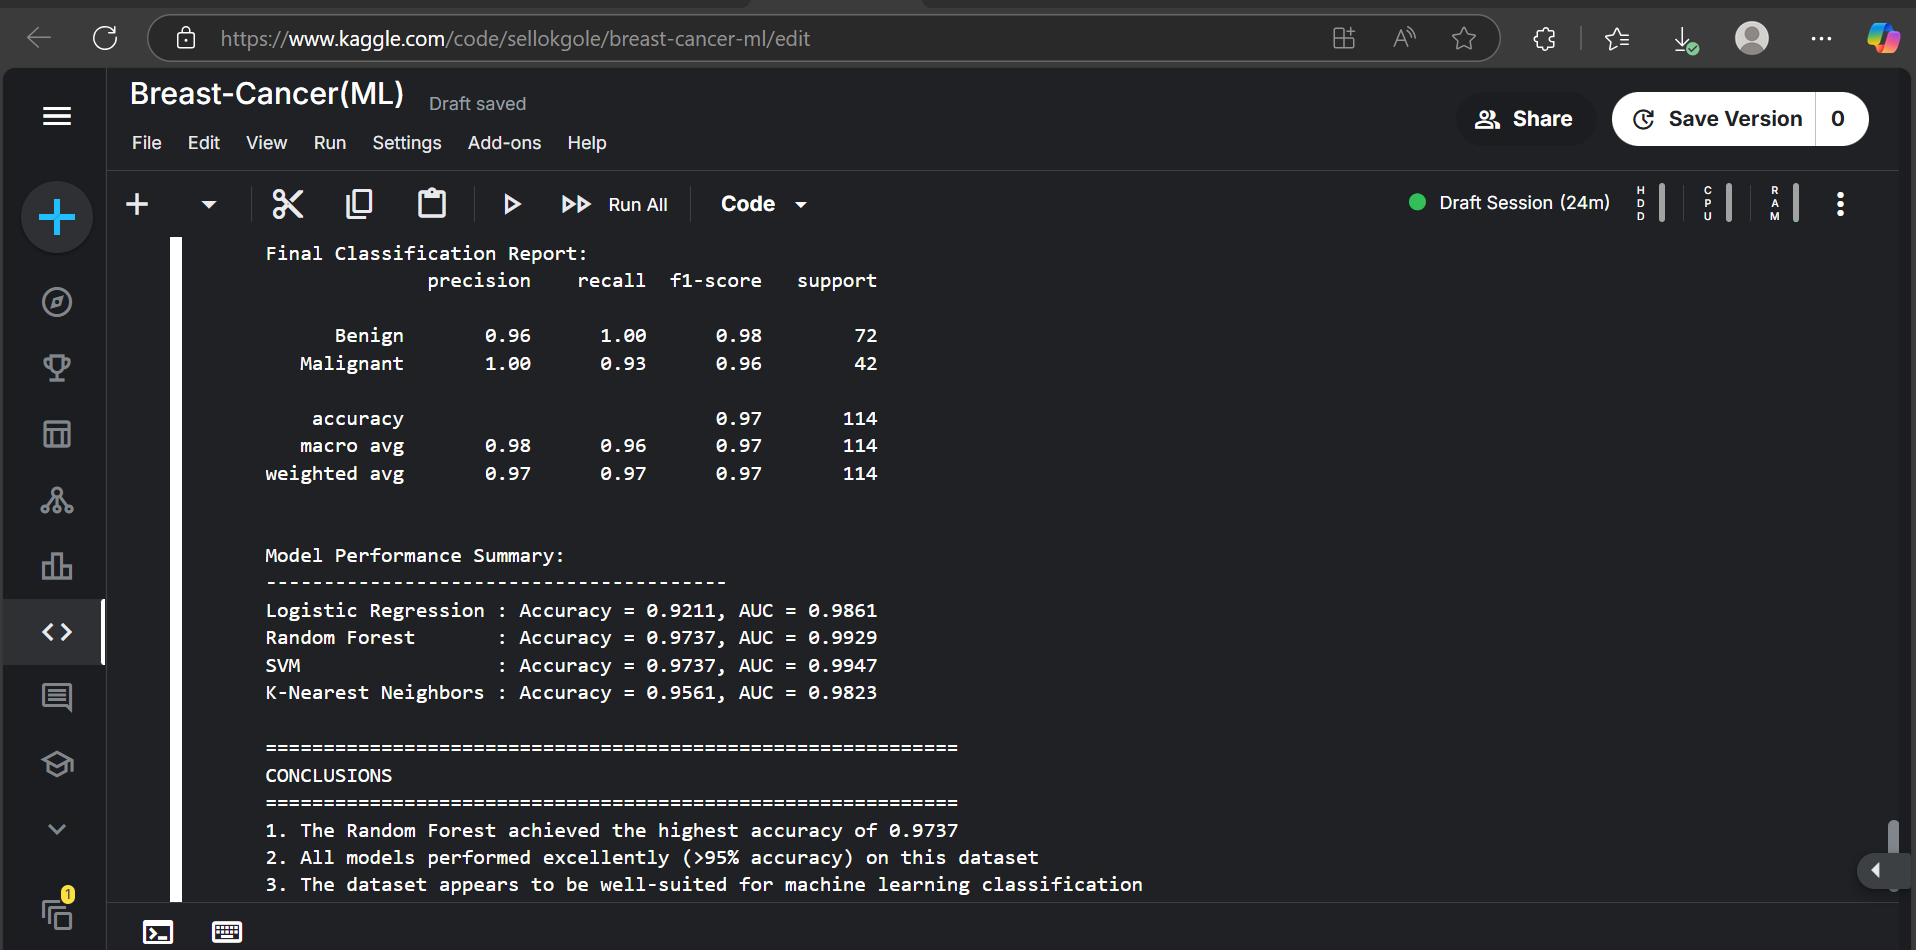 https://www.kaggle.com/code/sellokgole/breast-cancer-ml/edit
Breast-Cancer(ML) Draft saved
Share
Save Version 0
File Edit View Run Settings Add-ons Help
Run All Code
Draft Session (24m) HDD CPU RAM
Final Classification Report:
precision recall f1-score support
Benign 0.96 1.00 0.98 72
Malignant 1.00 0.93 0.96 42
accuracy 0.97 114
macro avg 0.98 0.96 0.97 114
weighted avg 0.97 0.97 0.97 114
Model Performance Summary:
----------------------------------------
Logistic Regression : Accuracy = 0.9211, AUC = 0.9861
Random Forest : Accuracy = 0.9737, AUC = 0.9929
SVM : Accuracy = 0.9737, AUC = 0.9947
K-Nearest Neighbors : Accuracy = 0.9561, AUC = 0.9823
============================================================
CONCLUSIONS
============================================================
1. The Random Forest achieved the highest accuracy of 0.9737
2. All models performed excellently (>95% accuracy) on this dataset
3. The dataset appears to be well-suited for machine learning classification
1